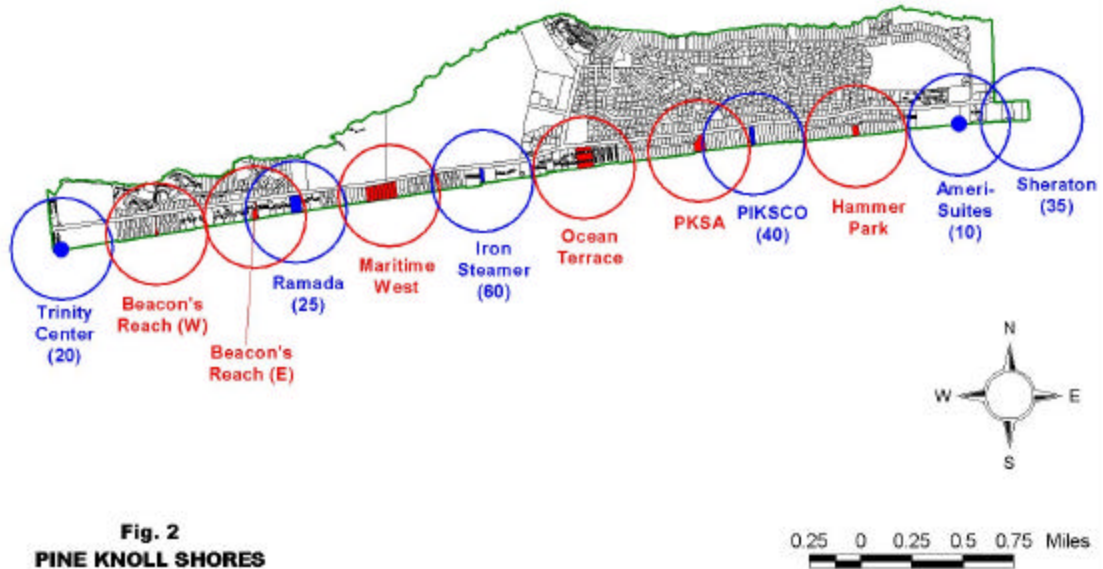 Trinity
Center
(20)
Beacon's
Reach (W)
Beacon's
Reach (E)
Ramada
(25)
Maritime
West
Iron
Steamer
(60)
Ocean
Terrace
PKSA
PIKSCO
(40)
Hammer
Park
Ameri-
Suites
(10)
Sheraton
(35)
N
W E
S
Fig. 2
PINE KNOLL SHORES
0.25 0 0.25 0.5 0.75 Miles